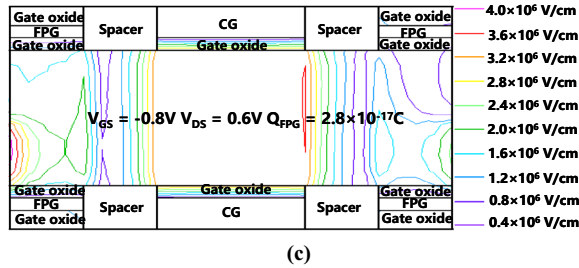 Gate oxide Spacer CG Spacer Gate oxide
FPG FPG
Gate oxide Gate oxide Gate oxide
V_GS = -0.8V V_DS = 0.6V Q_FPG = 2.8×10^-17C
Gate oxide Gate oxide Gate oxide
FPG Spacer CG Spacer FPG
Gate oxide Gate oxide
4.0×10⁶ V/cm
3.6×10⁶ V/cm
3.2×10⁶ V/cm
2.8×10⁶ V/cm
2.4×10⁶ V/cm
2.0×10⁶ V/cm
1.6×10⁶ V/cm
1.2×10⁶ V/cm
0.8×10⁶ V/cm
0.4×10⁶ V/cm
(c)